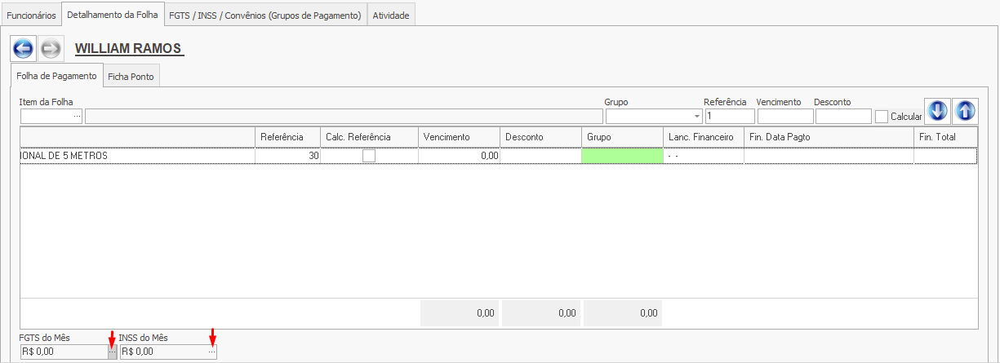 Funcionários Detalhamento da Folha FGTS / INSS / Convênios (Grupos de Pagamento) Atividade
WILLIAM RAMOS
Folha de Pagamento Ficha Ponto
Item da Folha Grupo Referência Vencimento Desconto
... 1 Calcular
Referência Calc. Referência Vencimento Desconto Grupo Lanc. Financeiro Fin. Data Pagto Fin. Total
IONAL DE 5 METROS 30 0,00 - -
0,00 0,00 0,00
FGTS do Mês INSS do Mês
R$ 0,00 ... R$ 0,00 ...